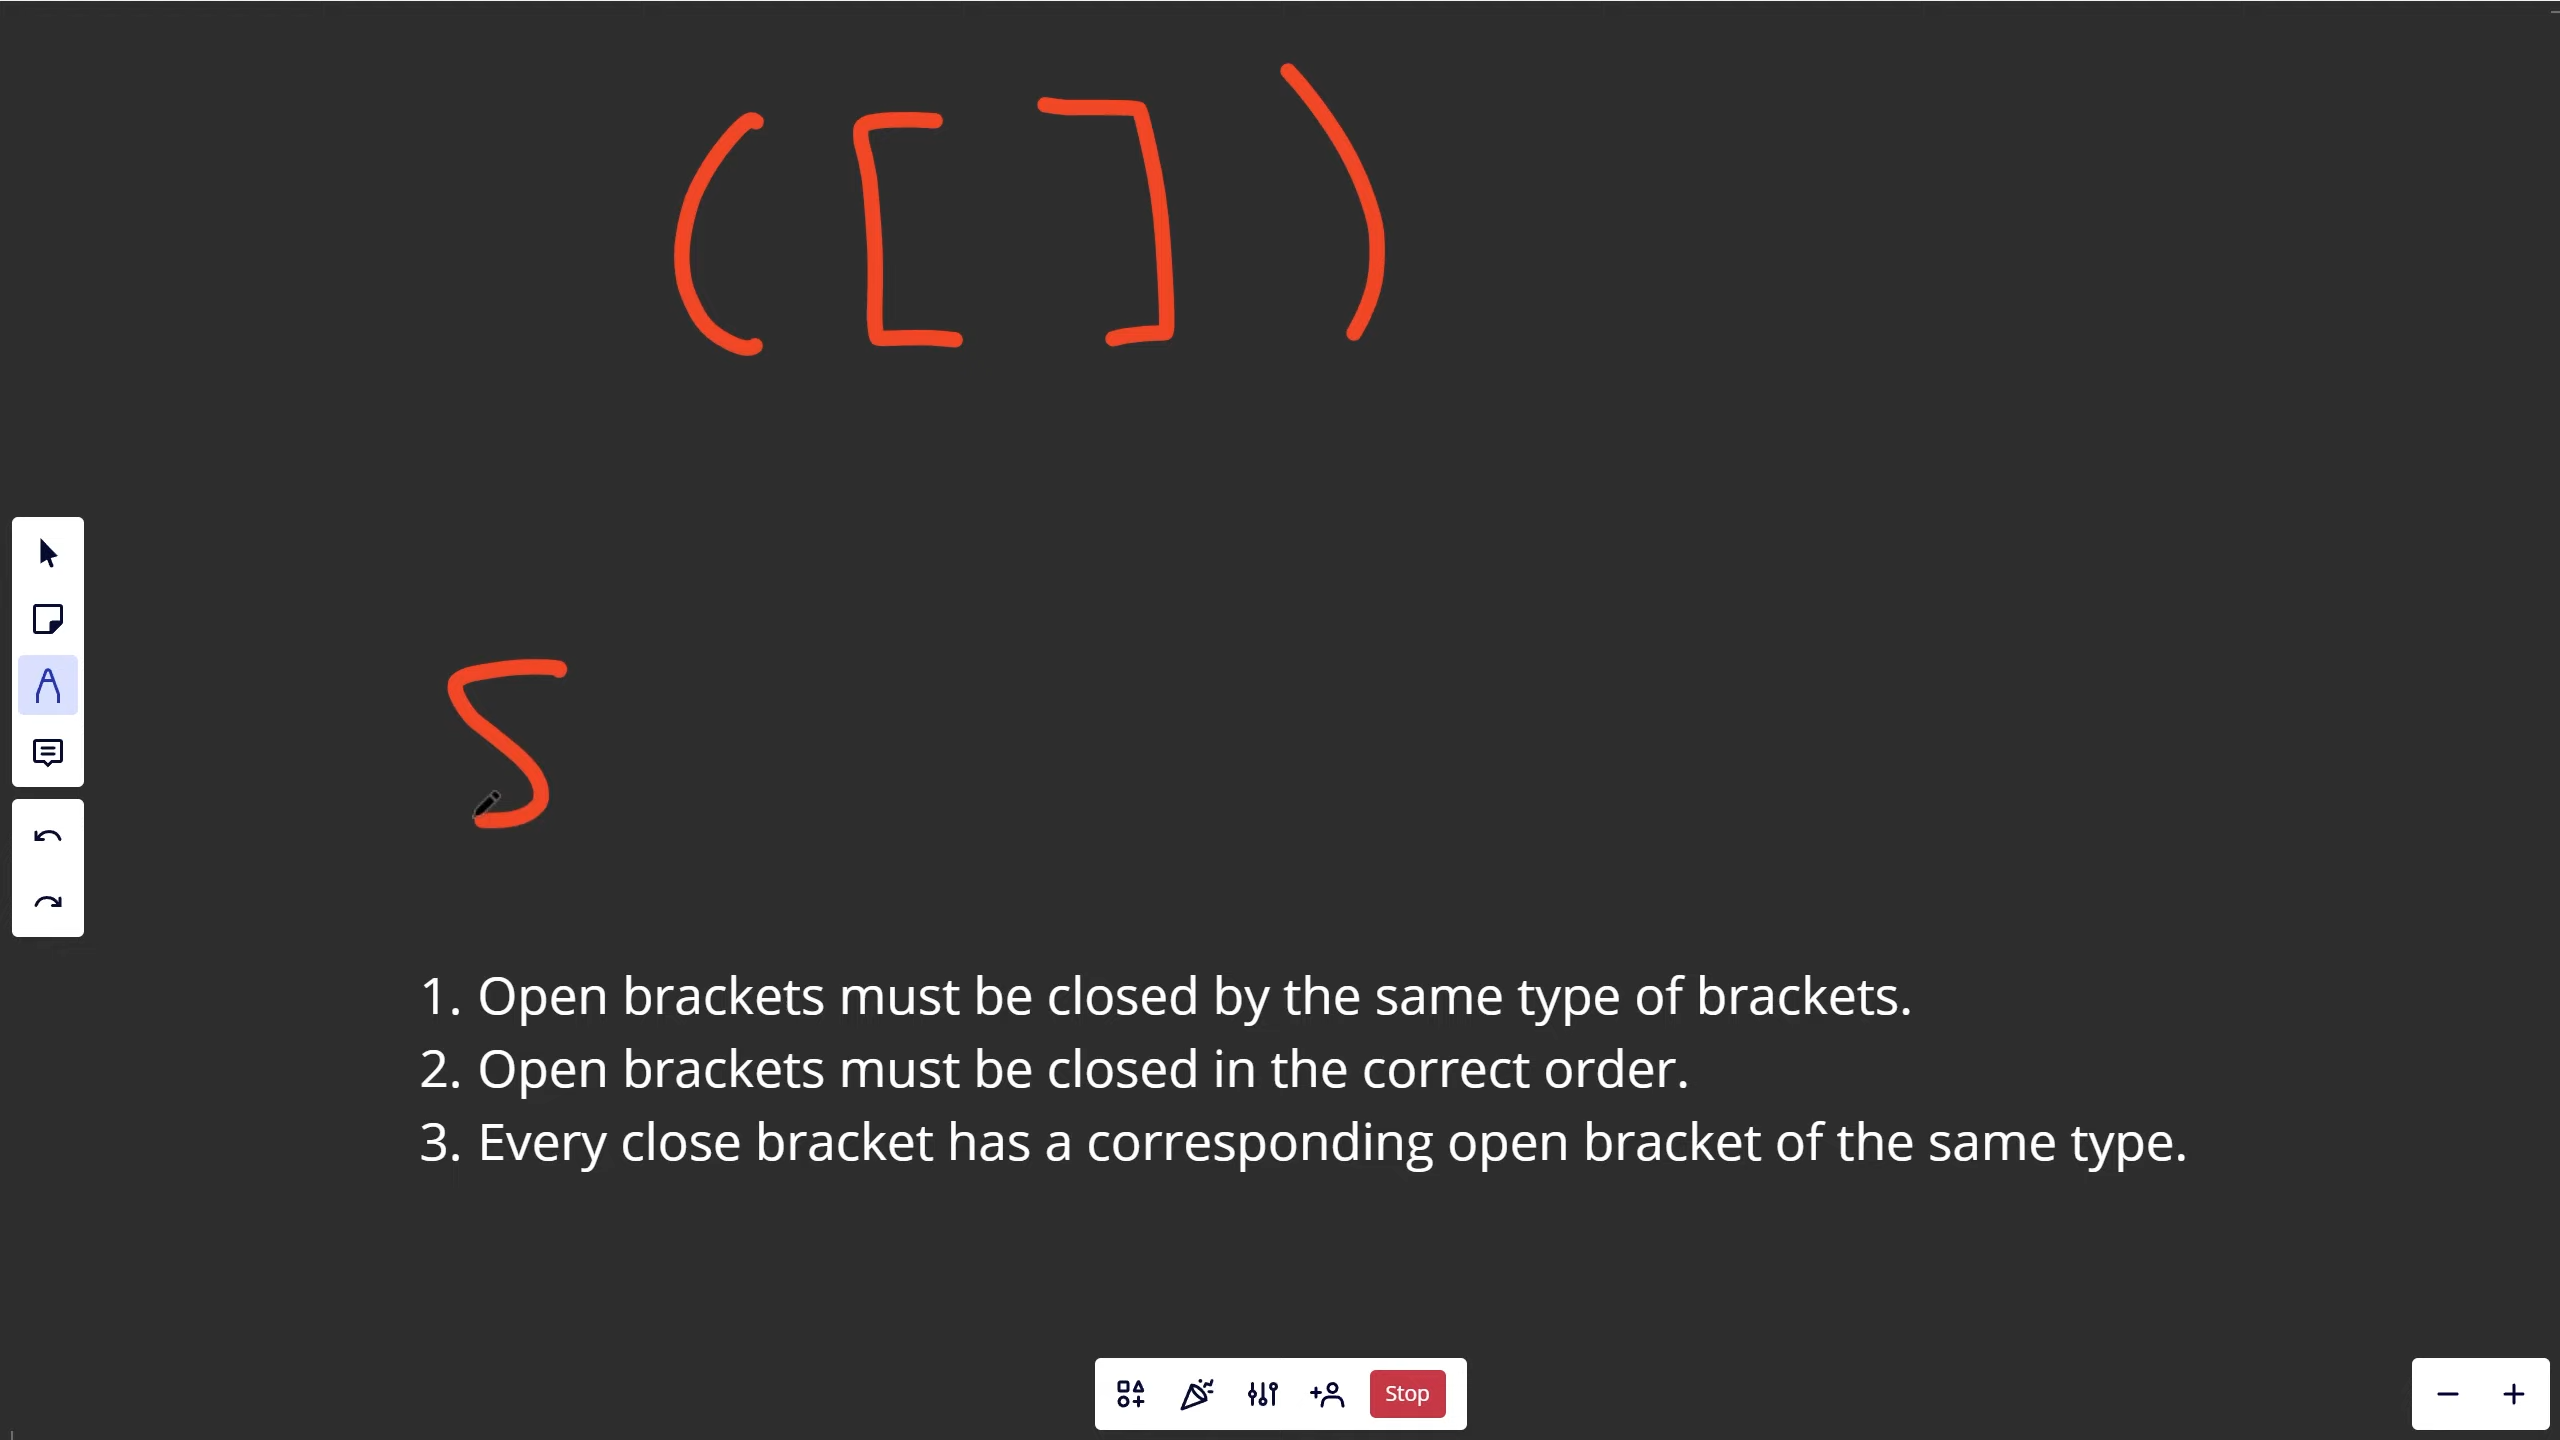 ( [ ] )
S
1. Open brackets must be closed by the same type of brackets.
2. Open brackets must be closed in the correct order.
3. Every close bracket has a corresponding open bracket of the same type.
Stop